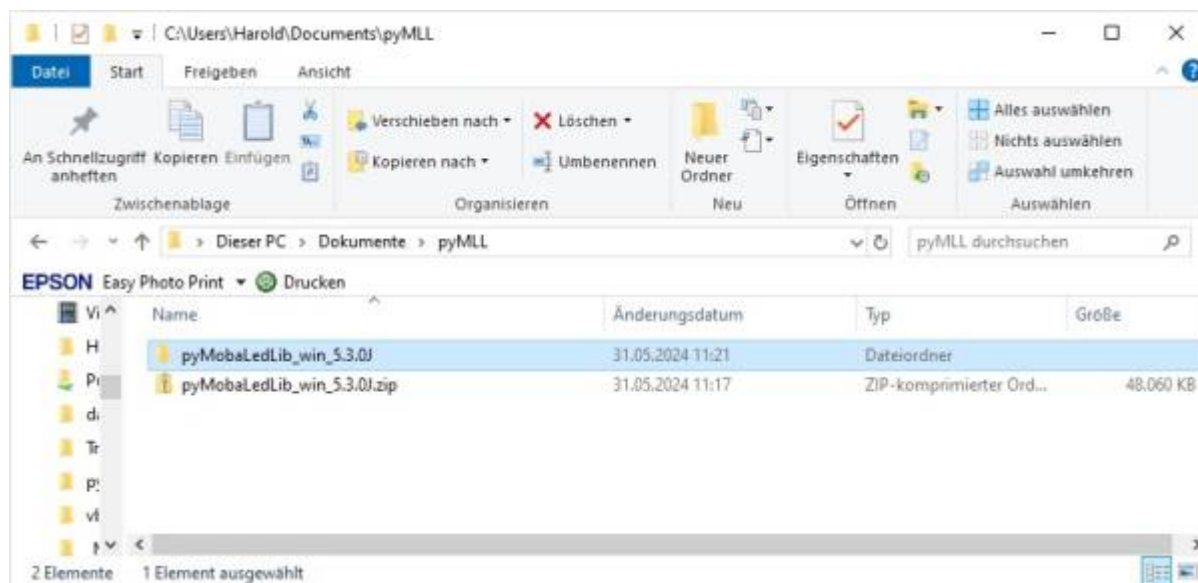 C:\Users\Harold\Documents\pyMLL
Datei Start Freigeben Ansicht
An Schnellzugriff anheften
Kopieren
Einfügen
Verschieben nach
Kopieren nach
Löschen
Umbenennen
Neuer Ordner
Eigenschaften
Alles auswählen
Nichts auswählen
Auswahl umkehren
Zwischenablage Organisieren Neu Öffnen Auswählen
Dieser PC > Dokumente > pyMLL
pyMLL durchsuchen
EPSON Easy Photo Print Drucken
Name Änderungsdatum Typ Größe
pyMobaLedLib_win_5.3.0J 31.05.2024 11:21 Dateiordner
pyMobaLedLib_win_5.3.0J.zip 31.05.2024 11:17 ZIP-komprimierter Ord... 48.060 KB
Vi
H
Tr
2 Elemente 1 Element ausgewählt